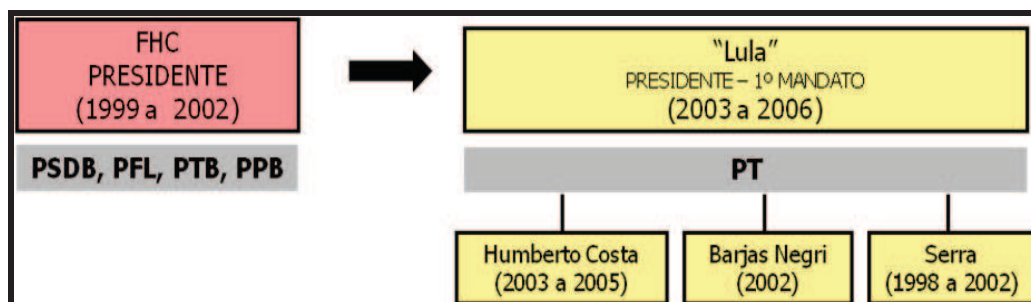 FHC
PRESIDENTE
(1999 a 2002)
PSDB, PFL, PTB, PPB
“Lula”
PRESIDENTE – 1º MANDATO
(2003 a 2006)
PT
Humberto Costa
(2003 a 2005)
Barjas Negri
(2002)
Serra
(1998 a 2002)